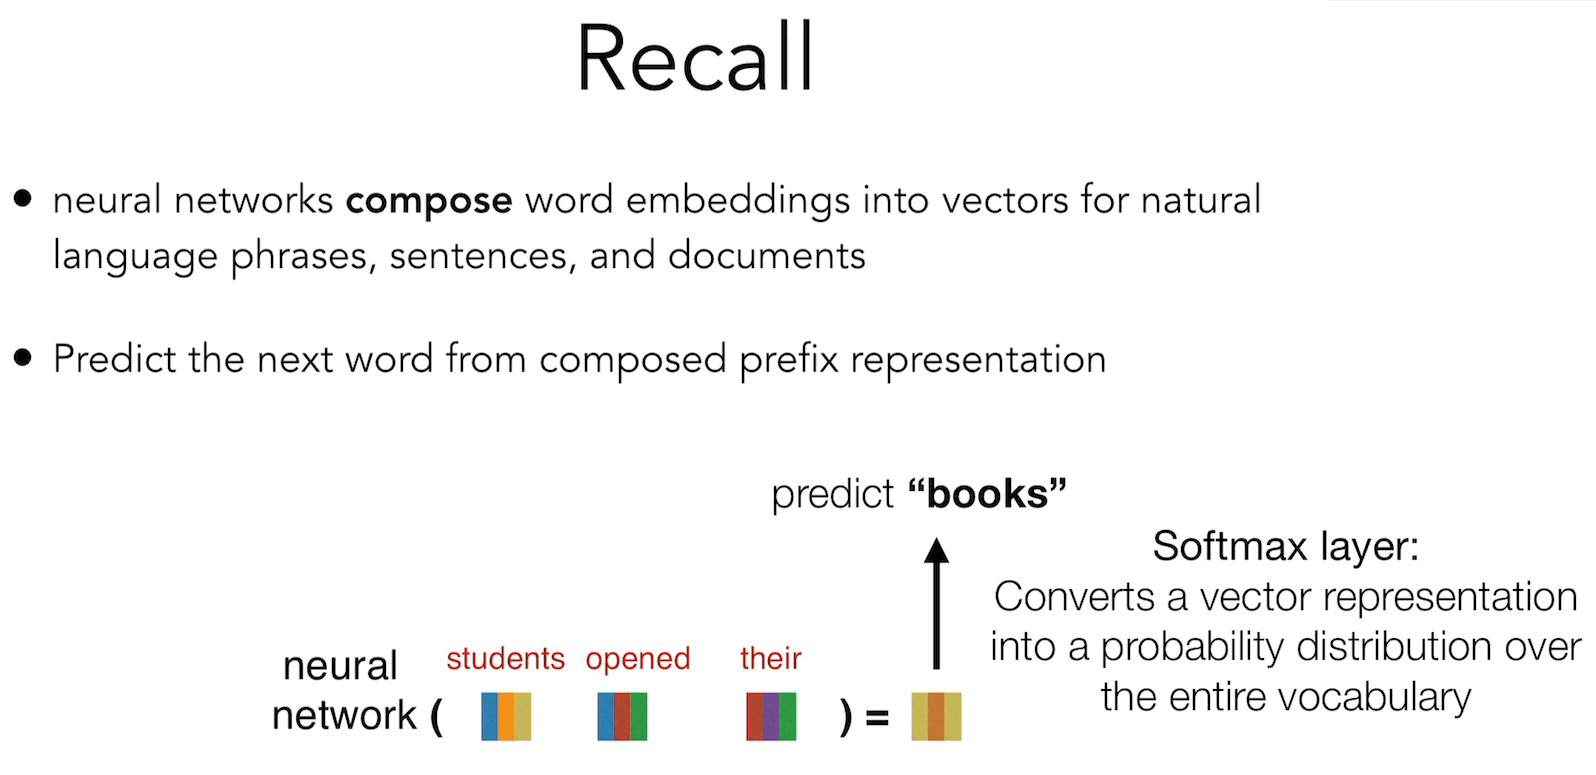 Recall
• neural networks compose word embeddings into vectors for natural
language phrases, sentences, and documents
• Predict the next word from composed prefix representation
predict “books”
Softmax layer:
Converts a vector representation
into a probability distribution over
the entire vocabulary
neural
network (
students opened their
) =